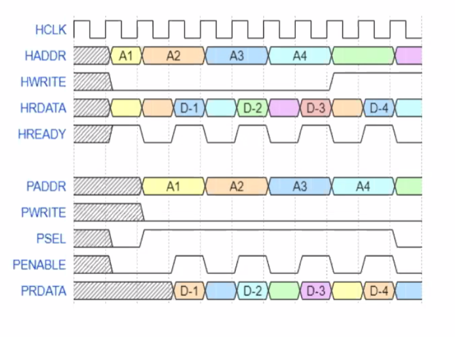 HCLK
HADDR A1 A2 A3 A4
HWRITE
HRDATA D-1 D-2 D-3 D-4
HREADY
PADDR A1 A2 A3 A4
PWRITE
PSEL
PENABLE
PRDATA D-1 D-2 D-3 D-4